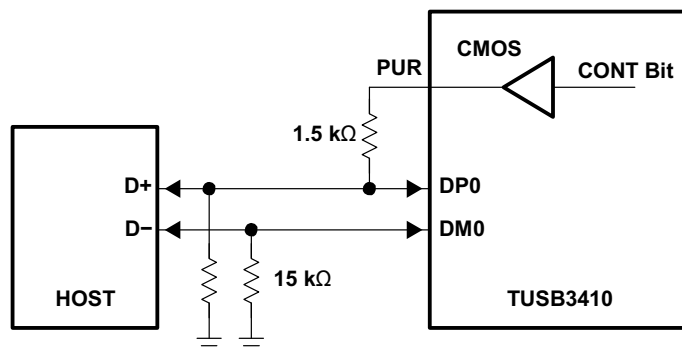 CMOS
PUR
CONT Bit
1.5 kΩ
D+
DP0
D−
DM0
15 kΩ
HOST
TUSB3410